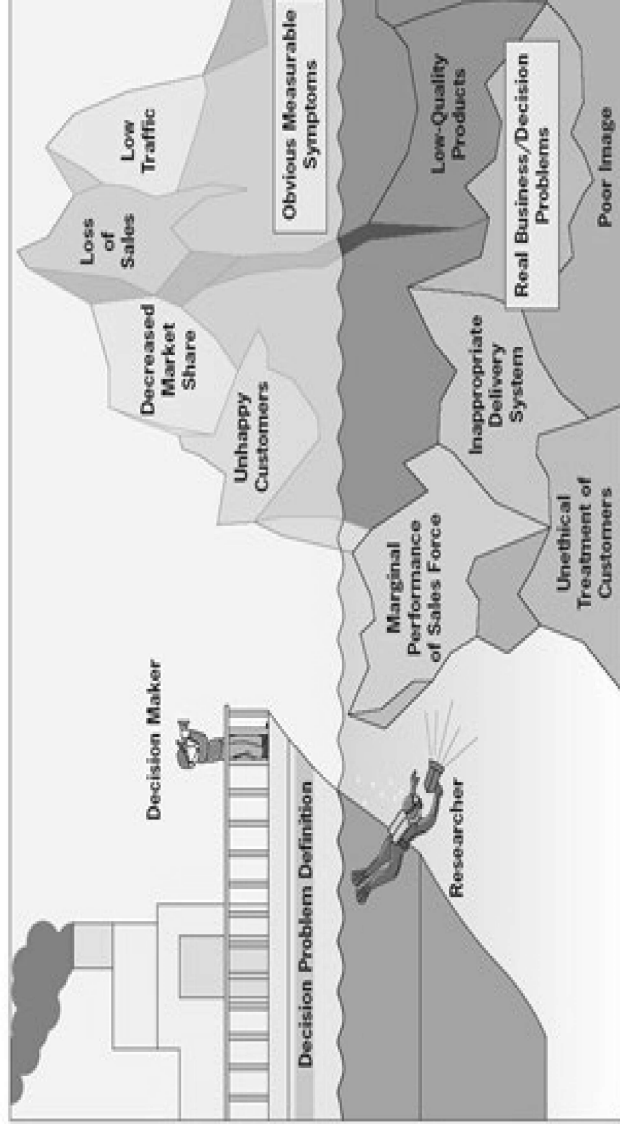 Decision Maker
Decision Problem Definition
Researcher
Loss
of
Sales
Low
Traffic
Decreased
Market
Share
Unhappy
Customers
Obvious Measurable
Symptoms
Marginal
Performance
of Sales Force
Low-Quality
Products
Inappropriate
Delivery
System
Real Business/Decision
Problems
Unethical
Treatment of
Customers
Poor Image